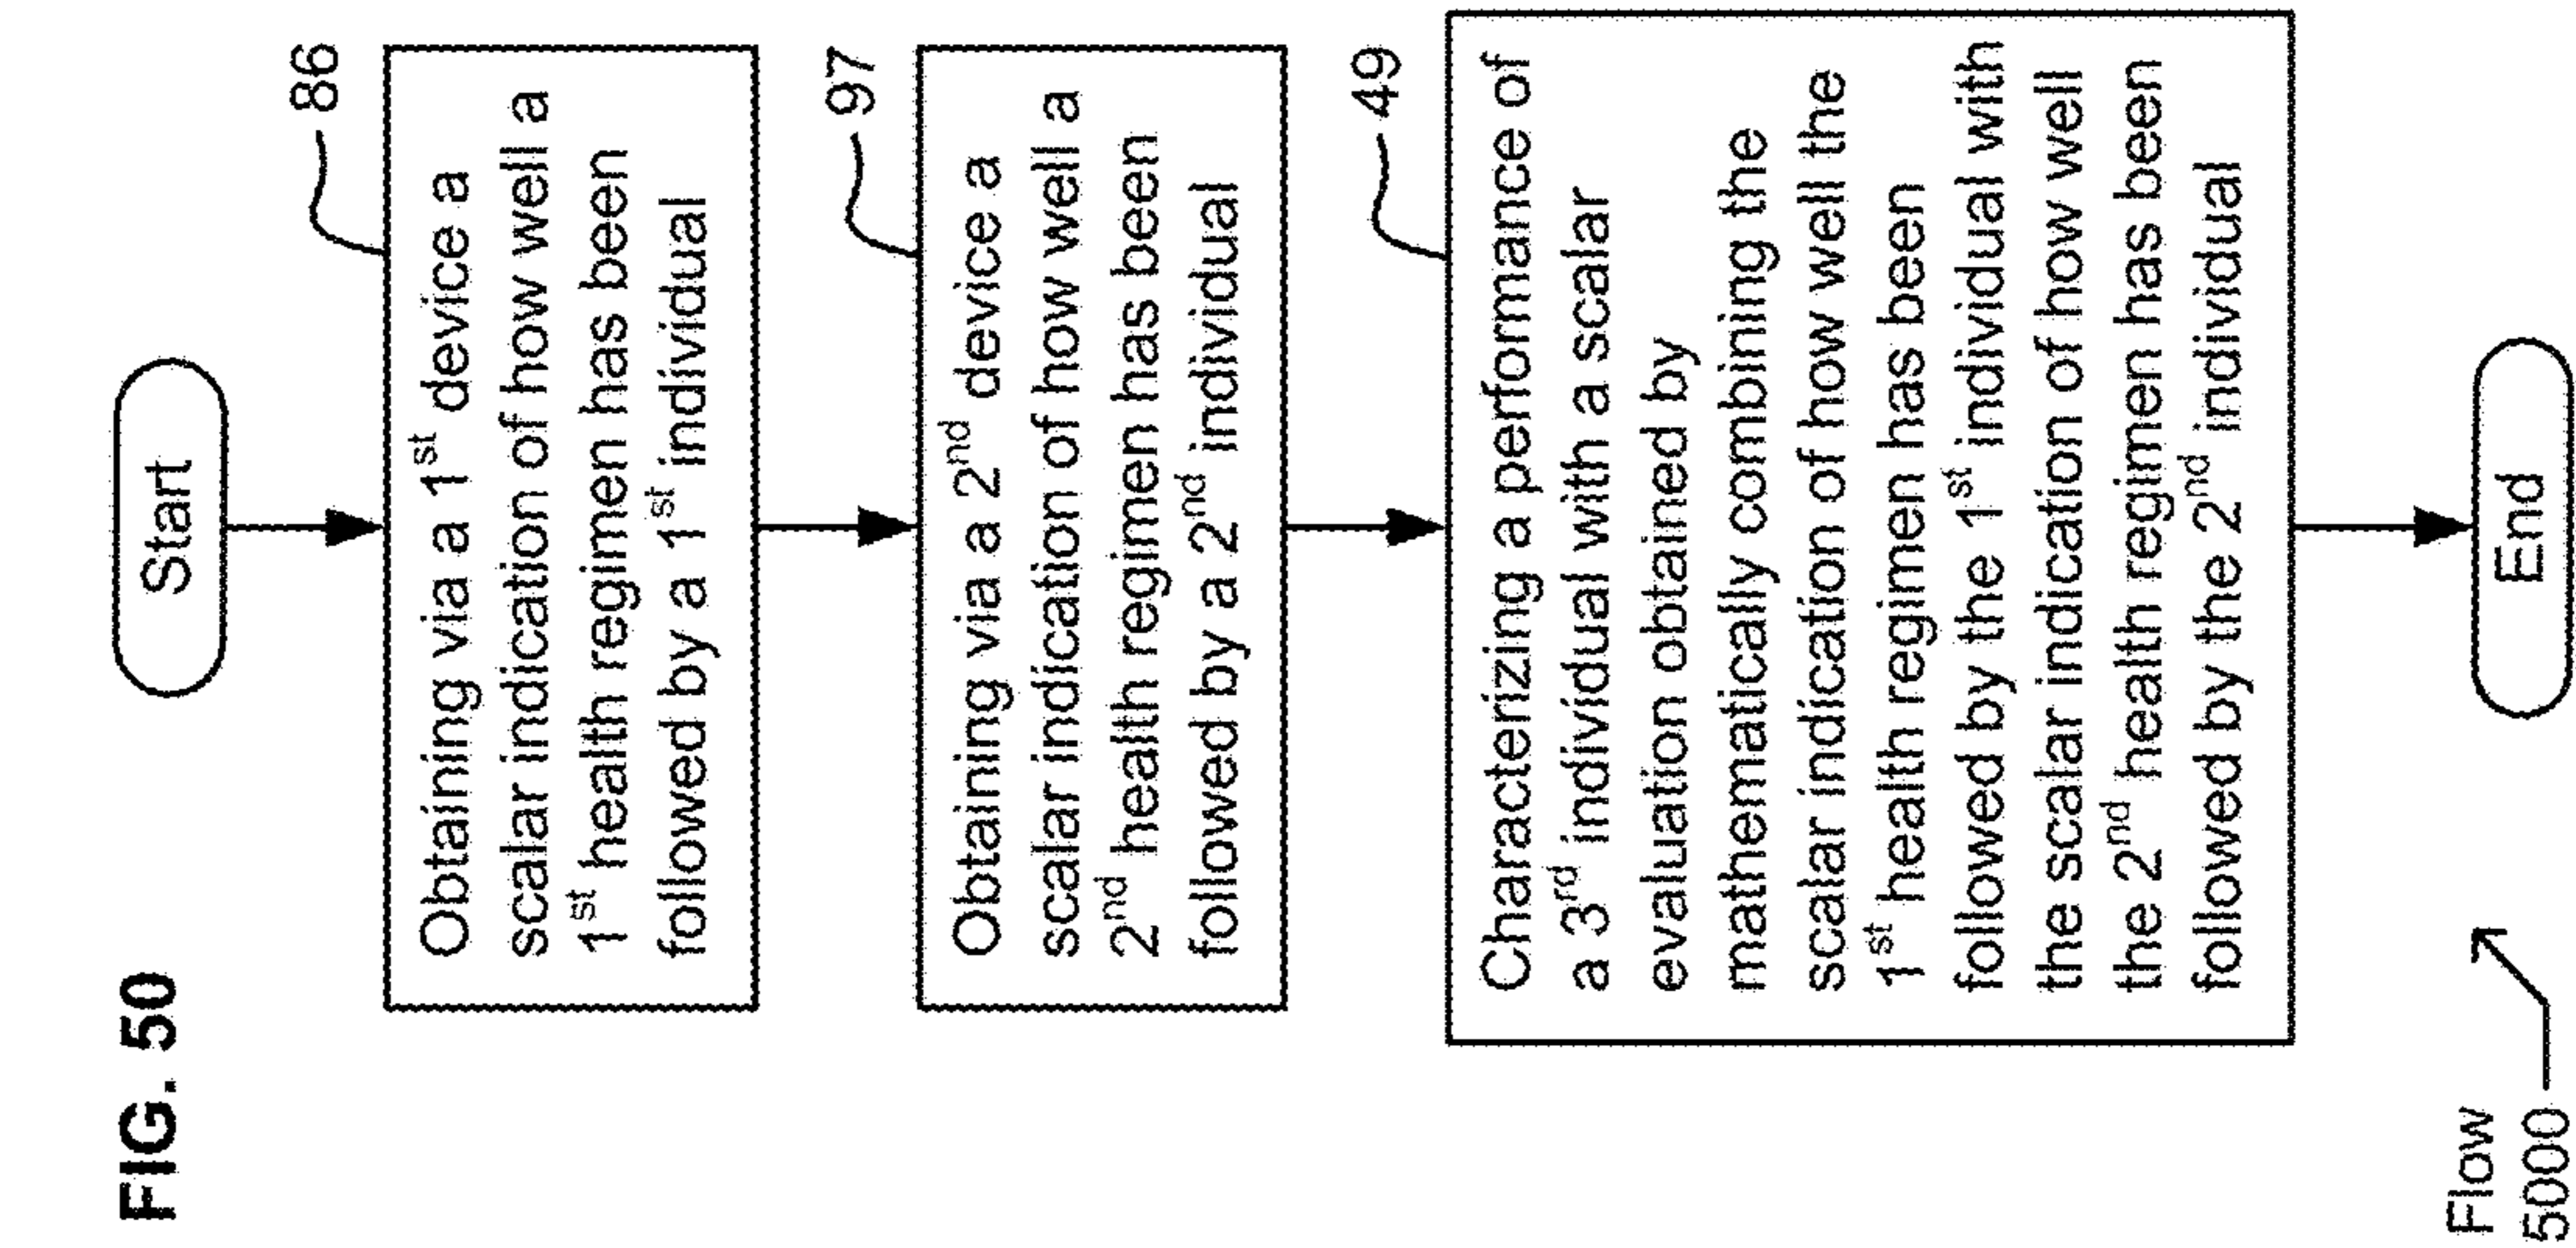 FIG. 50
Start
86
Obtaining via a 1st device a
scalar indication of how well a
1st health regimen has been
followed by a 1st individual
97
Obtaining via a 2nd device a
scalar indication of how well a
2nd health regimen has been
followed by a 2nd individual
49
Characterizing a performance of
a 3rd individual with a scalar
evaluation obtained by
mathematically combining the
scalar indication of how well the
1st health regimen has been
followed by the 1st individual with
the scalar indication of how well
the 2nd health regimen has been
followed by the 2nd individual
End
Flow
5000